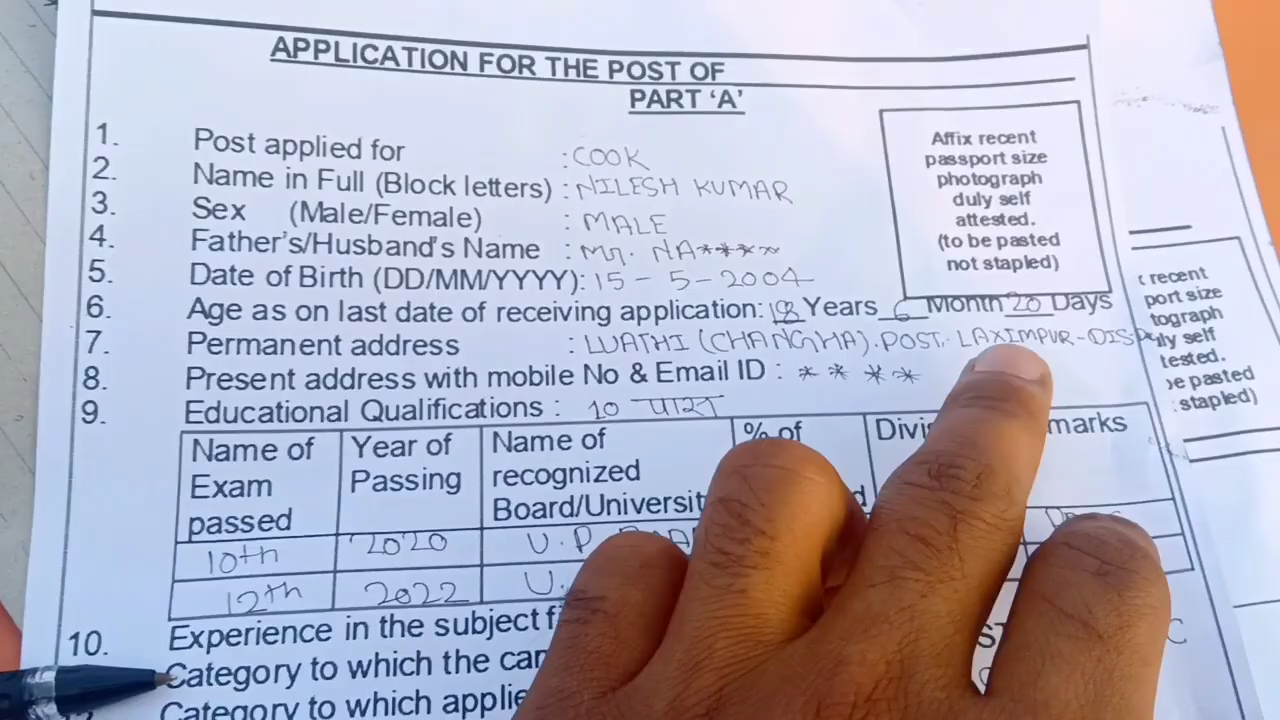 APPLICATION FOR THE POST OF
PART ‘A’
1. Post applied for : COOK
2. Name in Full (Block letters) : NILESH KUMAR
3. Sex (Male/Female) : MALE
4. Father's/Husband's Name : Mr. NA****
5. Date of Birth (DD/MM/YYYY): 15-5-2004
6. Age as on last date of receiving application: 18 Years 6 Month 20 Days
7. Permanent address : LUATHI (CHANGHA). POST. LAXIMPUR-DIS
8. Present address with mobile No & Email ID : ****
9. Educational Qualifications : 10 पास
Affix recent
passport size
photograph
duly self
attested.
(to be pasted
not stapled)
recent
port size
tograph
ly self
tested.
be pasted
stapled)
Name of Exam passed
Year of Passing
Name of recognized Board/Universit
% of
Divi
marks
10th 2020 U.P.
12th 2022 U.
10. Experience in the subject f
Category to which the can
Category to which applie